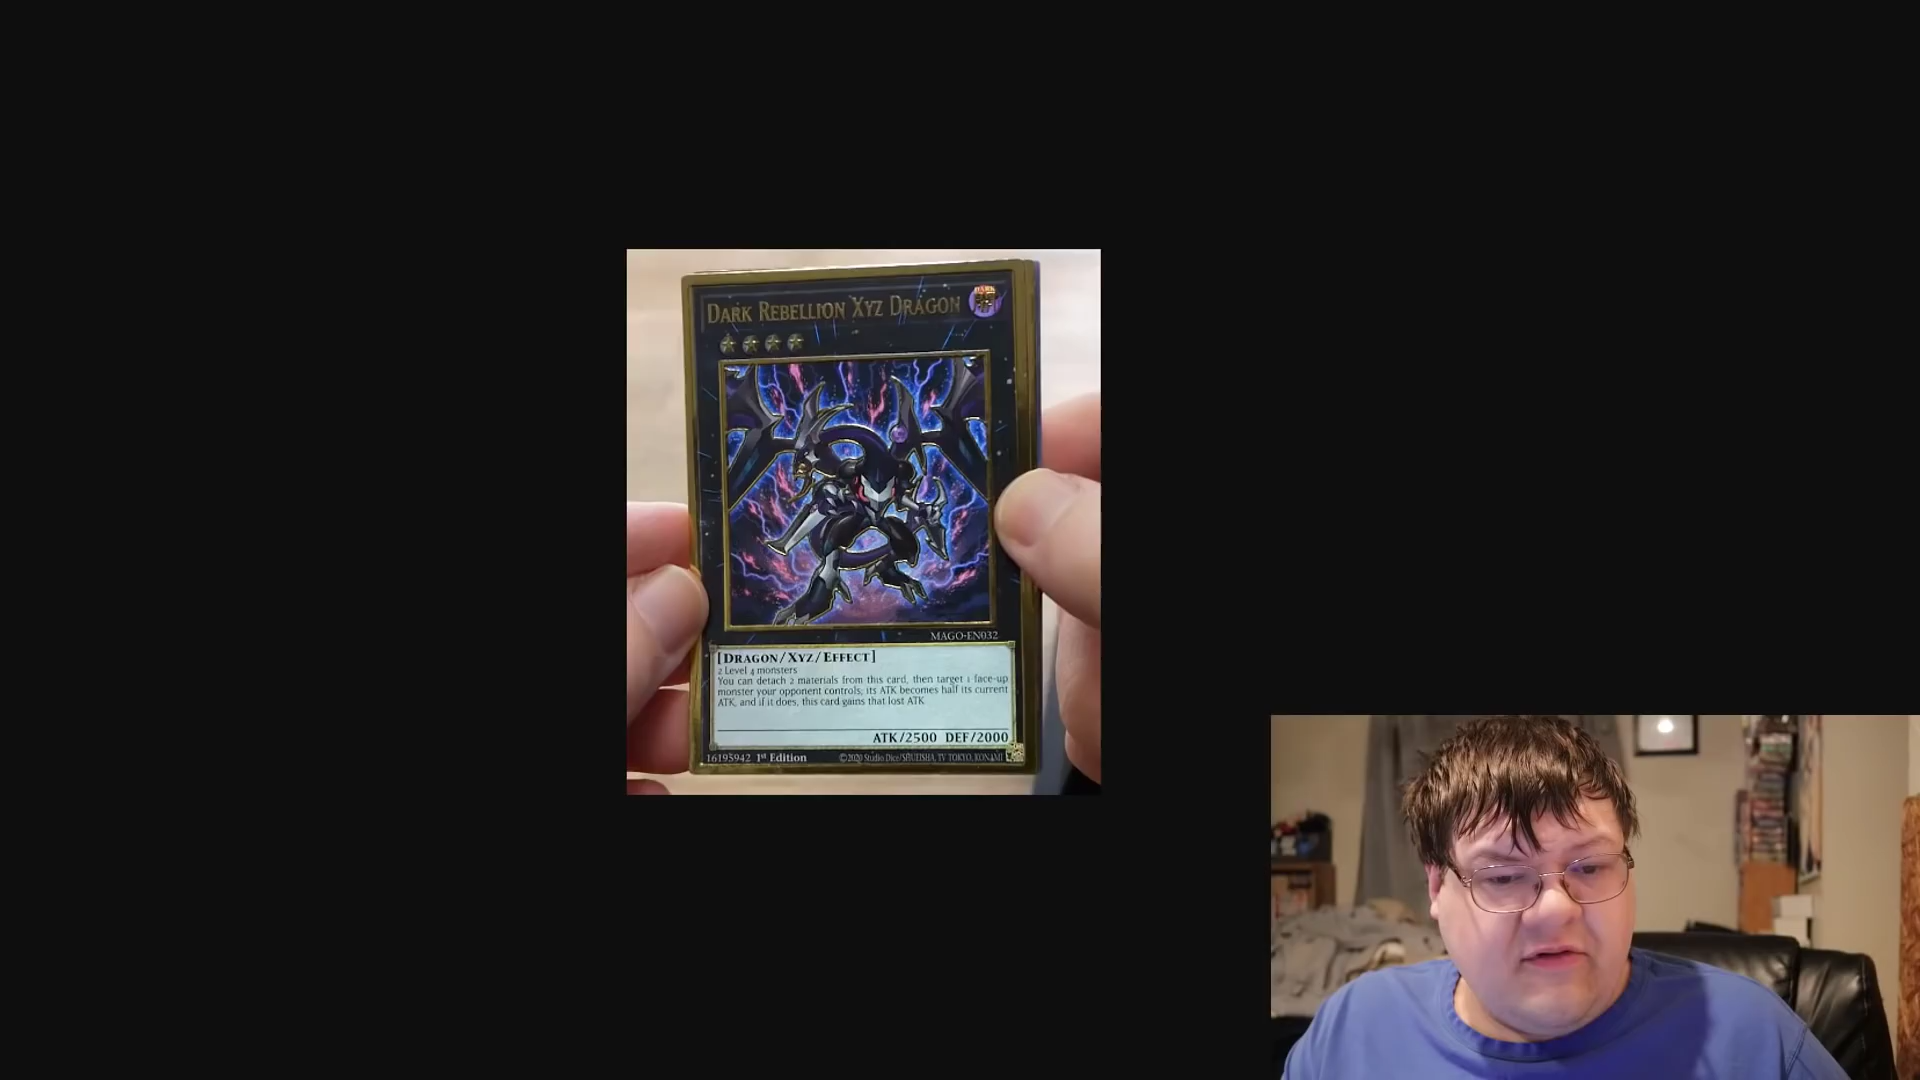 DARK REBELLION XYZ DRAGON
DARK
MAGO-EN032
[DRAGON/XYZ/EFFECT]
2 Level 4 monsters
You can detach 2 materials from this card, then target 1 face-up
monster your opponent controls; its ATK becomes half its current
ATK, and if it does, this card gains that lost ATK.
ATK/2500 DEF/2000
16195942 1st Edition ©2020 Studio Dice/SHUEISHA, TV TOKYO, KONAMI